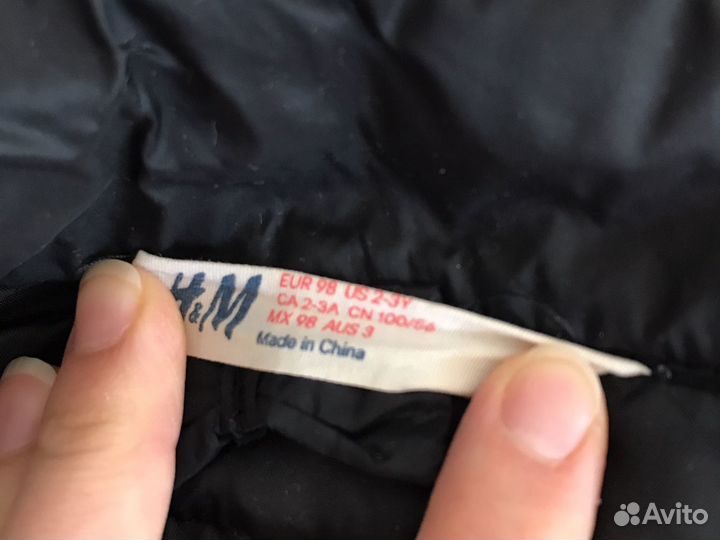 H&M
EUR 98 US 2-3Y
CA 2-3A CN 100/56
MX 98 AUS 3
Made in China
Avito